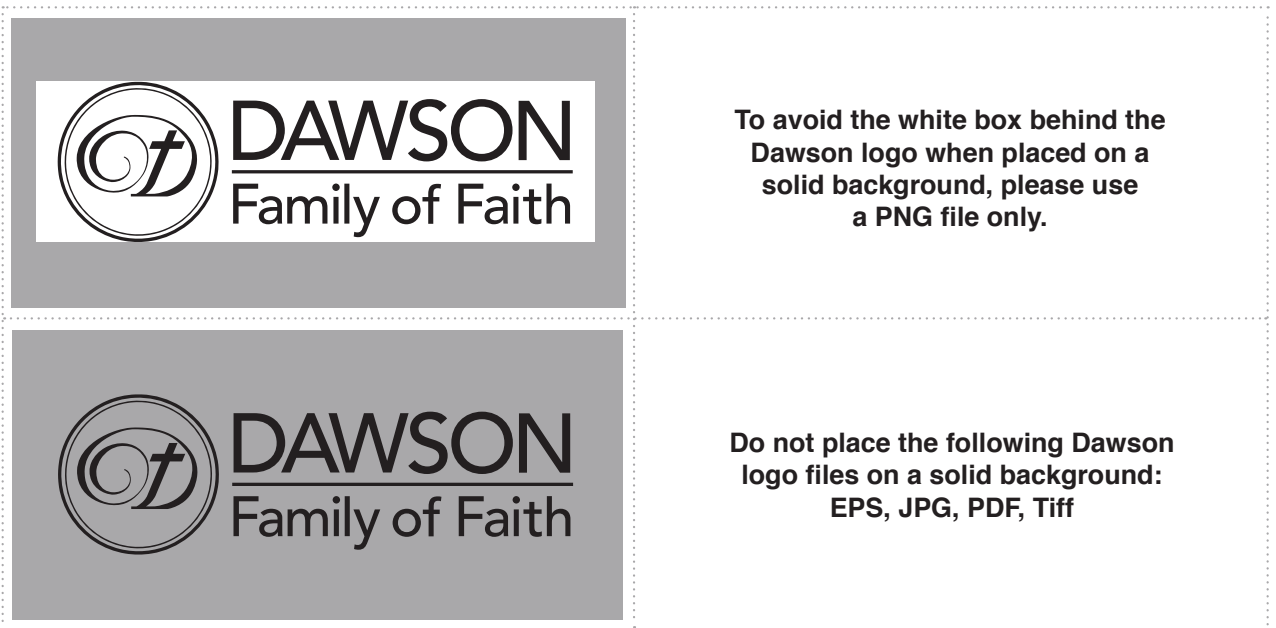 DAWSON
Family of Faith
To avoid the white box behind the
Dawson logo when placed on a
solid background, please use
a PNG file only.
DAWSON
Family of Faith
Do not place the following Dawson
logo files on a solid background:
EPS, JPG, PDF, Tiff